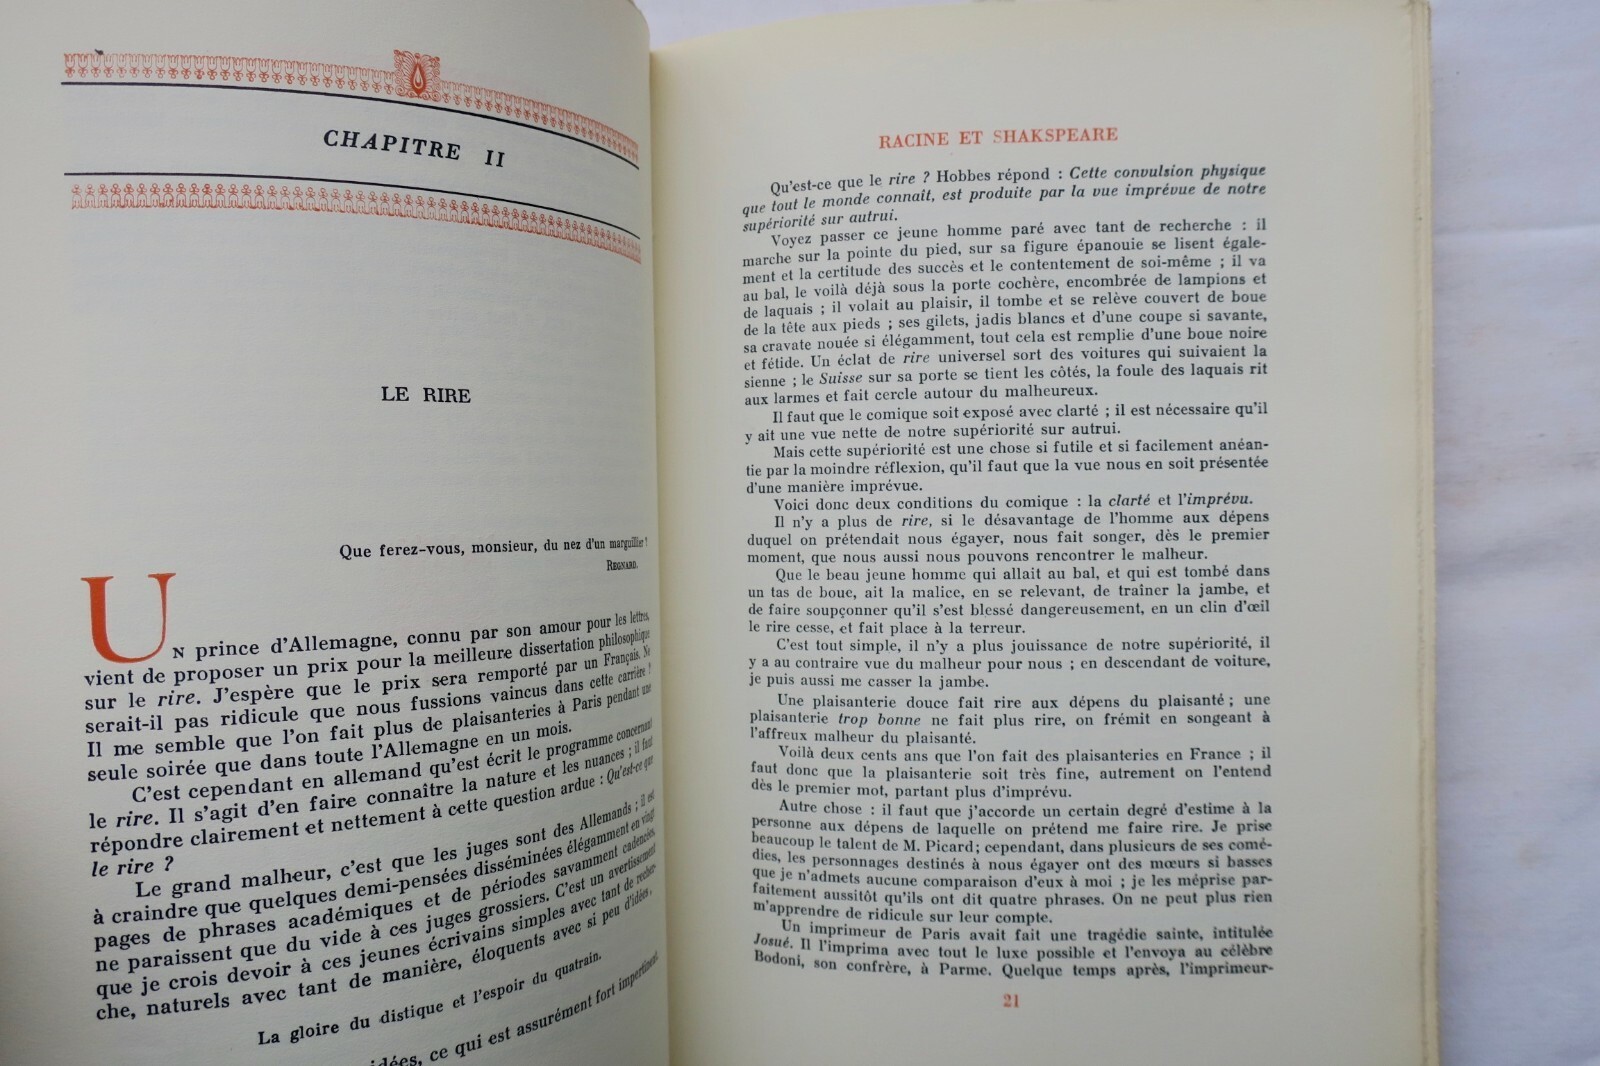 CHAPITRE II
LE RIRE
Que ferez-vous, monsieur, du nez d'un marguillier ?
REGNARD.
UN prince d'Allemagne, connu par son amour pour les lettres,
vient de proposer un prix pour la meilleure dissertation philosophique
sur le rire. J'espère que le prix sera remporté par un Français. Ne
serait-il pas ridicule que nous fussions vaincus dans cette carrière ?
Il me semble que l'on fait plus de plaisanteries à Paris pendant une
seule soirée que dans toute l'Allemagne en un mois.
C'est cependant en allemand qu'est écrit le programme concernant
le rire. Il s'agit d'en faire connaître la nature et les nuances ; il faut
répondre clairement et nettement à cette question ardue : Qu'est-ce que
le rire ?
Le grand malheur, c'est que les juges sont des Allemands ; il est
à craindre que quelques demi-pensées disséminées élégamment en vingt
pages de phrases académiques et de périodes savamment cadencées,
ne paraissent que du vide à ces juges grossiers. C'est un avertissement
que je crois devoir à ces jeunes écrivains simples avec tant de recher-
che, naturels avec tant de manière, éloquents avec si peu d'idées,
La gloire du distique et l'espoir du quatrain.
idées, ce qui est assurément fort impertinent.
RACINE ET SHAKSPEARE
Qu'est-ce que le rire ? Hobbes répond : Cette convulsion physique
que tout le monde connaît, est produite par la vue imprévue de notre
supériorité sur autrui.
Voyez passer ce jeune homme paré avec tant de recherche : il
marche sur la pointe du pied, sur sa figure épanouie se lisent égale-
ment et la certitude des succès et le contentement de soi-même ; il va
au bal, le voilà déjà sous la porte cochère, encombrée de lampions et
de laquais ; il volait au plaisir, il tombe et se relève couvert de boue
de la tête aux pieds ; ses gilets, jadis blancs et d'une coupe si savante,
sa cravate nouée si élégamment, tout cela est remplie d'une boue noire
et fétide. Un éclat de rire universel sort des voitures qui suivaient la
sienne ; le Suisse sur sa porte se tient les côtés, la foule des laquais rit
aux larmes et fait cercle autour du malheureux.
Il faut que le comique soit exposé avec clarté ; il est nécessaire qu'il
y ait une vue nette de notre supériorité sur autrui.
Mais cette supériorité est une chose si futile et si facilement anéan-
tie par la moindre réflexion, qu'il faut que la vue nous en soit présentée
d'une manière imprévue.
Voici donc deux conditions du comique : la clarté et l'imprévu.
Il n'y a plus de rire, si le désavantage de l'homme aux dépens
duquel on prétendait nous égayer, nous fait songer, dès le premier
moment, que nous aussi nous pouvons rencontrer le malheur.
Que le beau jeune homme qui allait au bal, et qui est tombé dans
un tas de boue, ait la malice, en se relevant, de traîner la jambe, et
de faire soupçonner qu'il s'est blessé dangereusement, en un clin d'œil
le rire cesse, et fait place à la terreur.
C'est tout simple, il n'y a plus jouissance de notre supériorité, il
y a au contraire vue du malheur pour nous ; en descendant de voiture,
je puis aussi me casser la jambe.
Une plaisanterie douce fait rire aux dépens du plaisanté ; une
plaisanterie trop bonne ne fait plus rire, on frémit en songeant à
l'affreux malheur du plaisanté.
Voilà deux cents ans que l'on fait des plaisanteries en France ; il
faut donc que la plaisanterie soit très fine, autrement on l'entend
dès le premier mot, partant plus d'imprévu.
Autre chose : il faut que j'accorde un certain degré d'estime à la
personne aux dépens de laquelle on prétend me faire rire. Je prise
beaucoup le talent de M. Picard ; cependant, dans plusieurs de ses comé-
dies, les personnages destinés à nous égayer ont des mœurs si basses
que je n'admets aucune comparaison d'eux à moi ; je les méprise par-
faitement aussitôt qu'ils ont dit quatre phrases. On ne peut plus rien
m'apprendre de ridicule sur leur compte.
Un imprimeur de Paris avait fait une tragédie sainte, intitulée
Josué. Il l'imprima avec tout le luxe possible et l'envoya au célèbre
Bodoni, son confrère, à Parme. Quelque temps après, l'imprimeur-
21